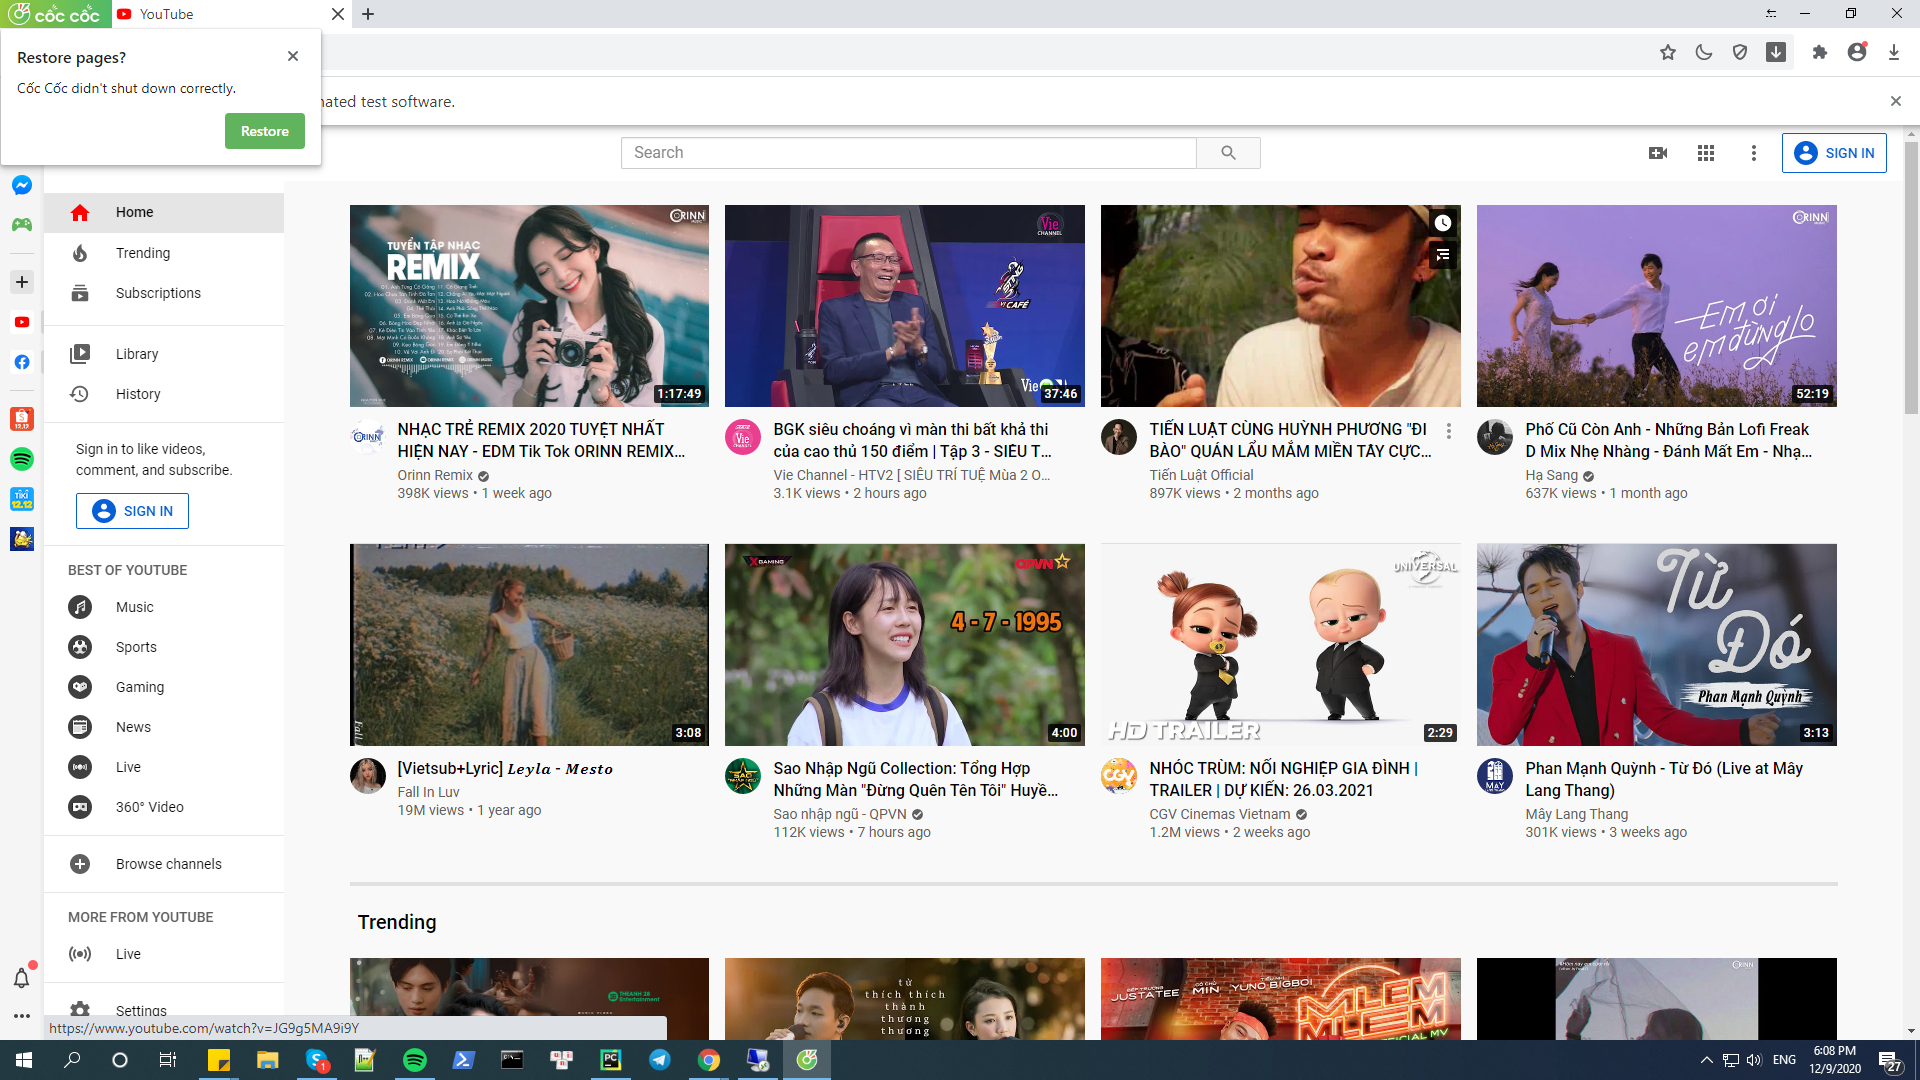 cốc cốc
YouTube
Restore pages?
Cốc Cốc didn't shut down correctly.
Restore
nated test software.
Search
SIGN IN
Home
Trending
Subscriptions
Library
History
Sign in to like videos,
comment, and subscribe.
SIGN IN
BEST OF YOUTUBE
Music
Sports
Gaming
News
Live
360° Video
Browse channels
MORE FROM YOUTUBE
Live
Settings
https://www.youtube.com/watch?v=JG9g5MA9i9Y
ORINN
TUYỂN TẬP NHẠC
REMIX
1:17:49
NHẠC TRẺ REMIX 2020 TUYỆT NHẤT
HIỆN NAY - EDM Tik Tok ORINN REMIX...
Orinn Remix
398K views • 1 week ago
Vie
CHANNEL
VICAFÉ
37:46
BGK siêu choáng vì màn thi bất khả thi
của cao thủ 150 điểm | Tập 3 - SIÊU T...
Vie Channel - HTV2 [ SIÊU TRÍ TUỆ Mùa 2 O...
3.1K views • 2 hours ago
TIẾN LUẬT CÙNG HUỲNH PHƯƠNG "ĐI
BÀO" QUÁN LẨU MẮM MIỀN TÂY CỰC...
Tiến Luật Official
897K views • 2 months ago
ORINN
Em ơi
em đừng lo
52:19
Phố Cũ Còn Anh - Những Bản Lofi Freak
D Mix Nhẹ Nhàng - Đánh Mất Em - Nhạ...
Hạ Sang
637K views • 1 month ago
3:08
[Vietsub+Lyric] Leyla - Mesto
Fall In Luv
19M views • 1 year ago
XGAMING
QPVN
4 - 7 - 1995
4:00
Sao Nhập Ngũ Collection: Tổng Hợp
Những Màn "Đừng Quên Tên Tôi" Huyề...
Sao nhập ngũ - QPVN
112K views • 7 hours ago
UNIVERSAL
HD TRAILER
2:29
NHÓC TRÙM: NỐI NGHIỆP GIA ĐÌNH |
TRAILER | DỰ KIẾN: 26.03.2021
CGV Cinemas Vietnam
1.2M views • 2 weeks ago
Từ
Đó
Phan Mạnh Quỳnh
3:13
Phan Mạnh Quỳnh - Từ Đó (Live at Mây
Lang Thang)
Mây Lang Thang
301K views • 3 weeks ago
Trending
từ
thích thích
thành
thương
thương
JUSTATEE
MIN
YUNO BIGBOI
MLEM
MLEM
OFFICIAL MV
ORINN
ENG
6:08 PM
12/9/2020
27